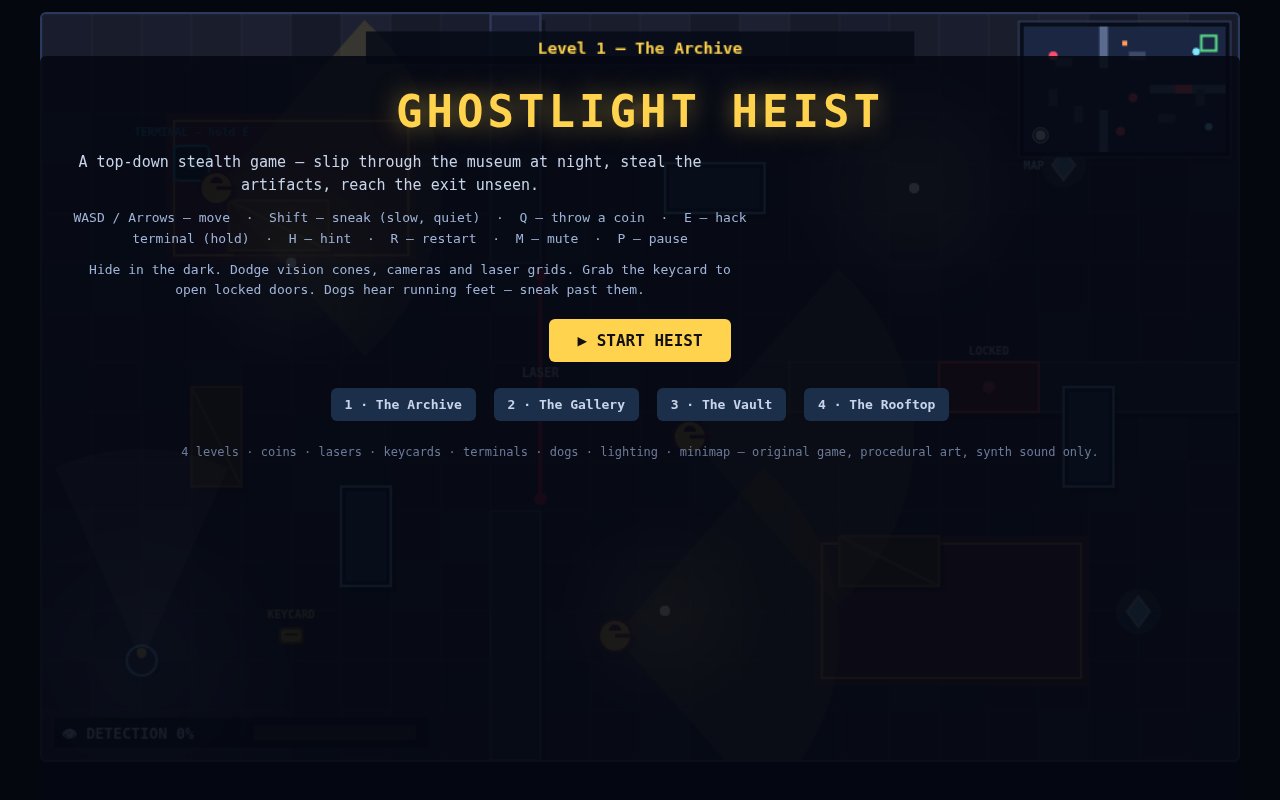 Level 1 — The Archive
GHOSTLIGHT HEIST
TERMINAL — hold E
A top-down stealth game — slip through the museum at night, steal the
artifacts, reach the exit unseen.
MAP
WASD / Arrows — move · Shift — sneak (slow, quiet) · Q — throw a coin · E — hack
terminal (hold) · H — hint · R — restart · M — mute · P — pause
Hide in the dark. Dodge vision cones, cameras and laser grids. Grab the keycard to
open locked doors. Dogs hear running feet — sneak past them.
▶ START HEIST
LOCKED
LASER
1 · The Archive
2 · The Gallery
3 · The Vault
4 · The Rooftop
4 levels · coins · lasers · keycards · terminals · dogs · lighting · minimap — original game, procedural art, synth sound only.
KEYCARD
DETECTION 0%